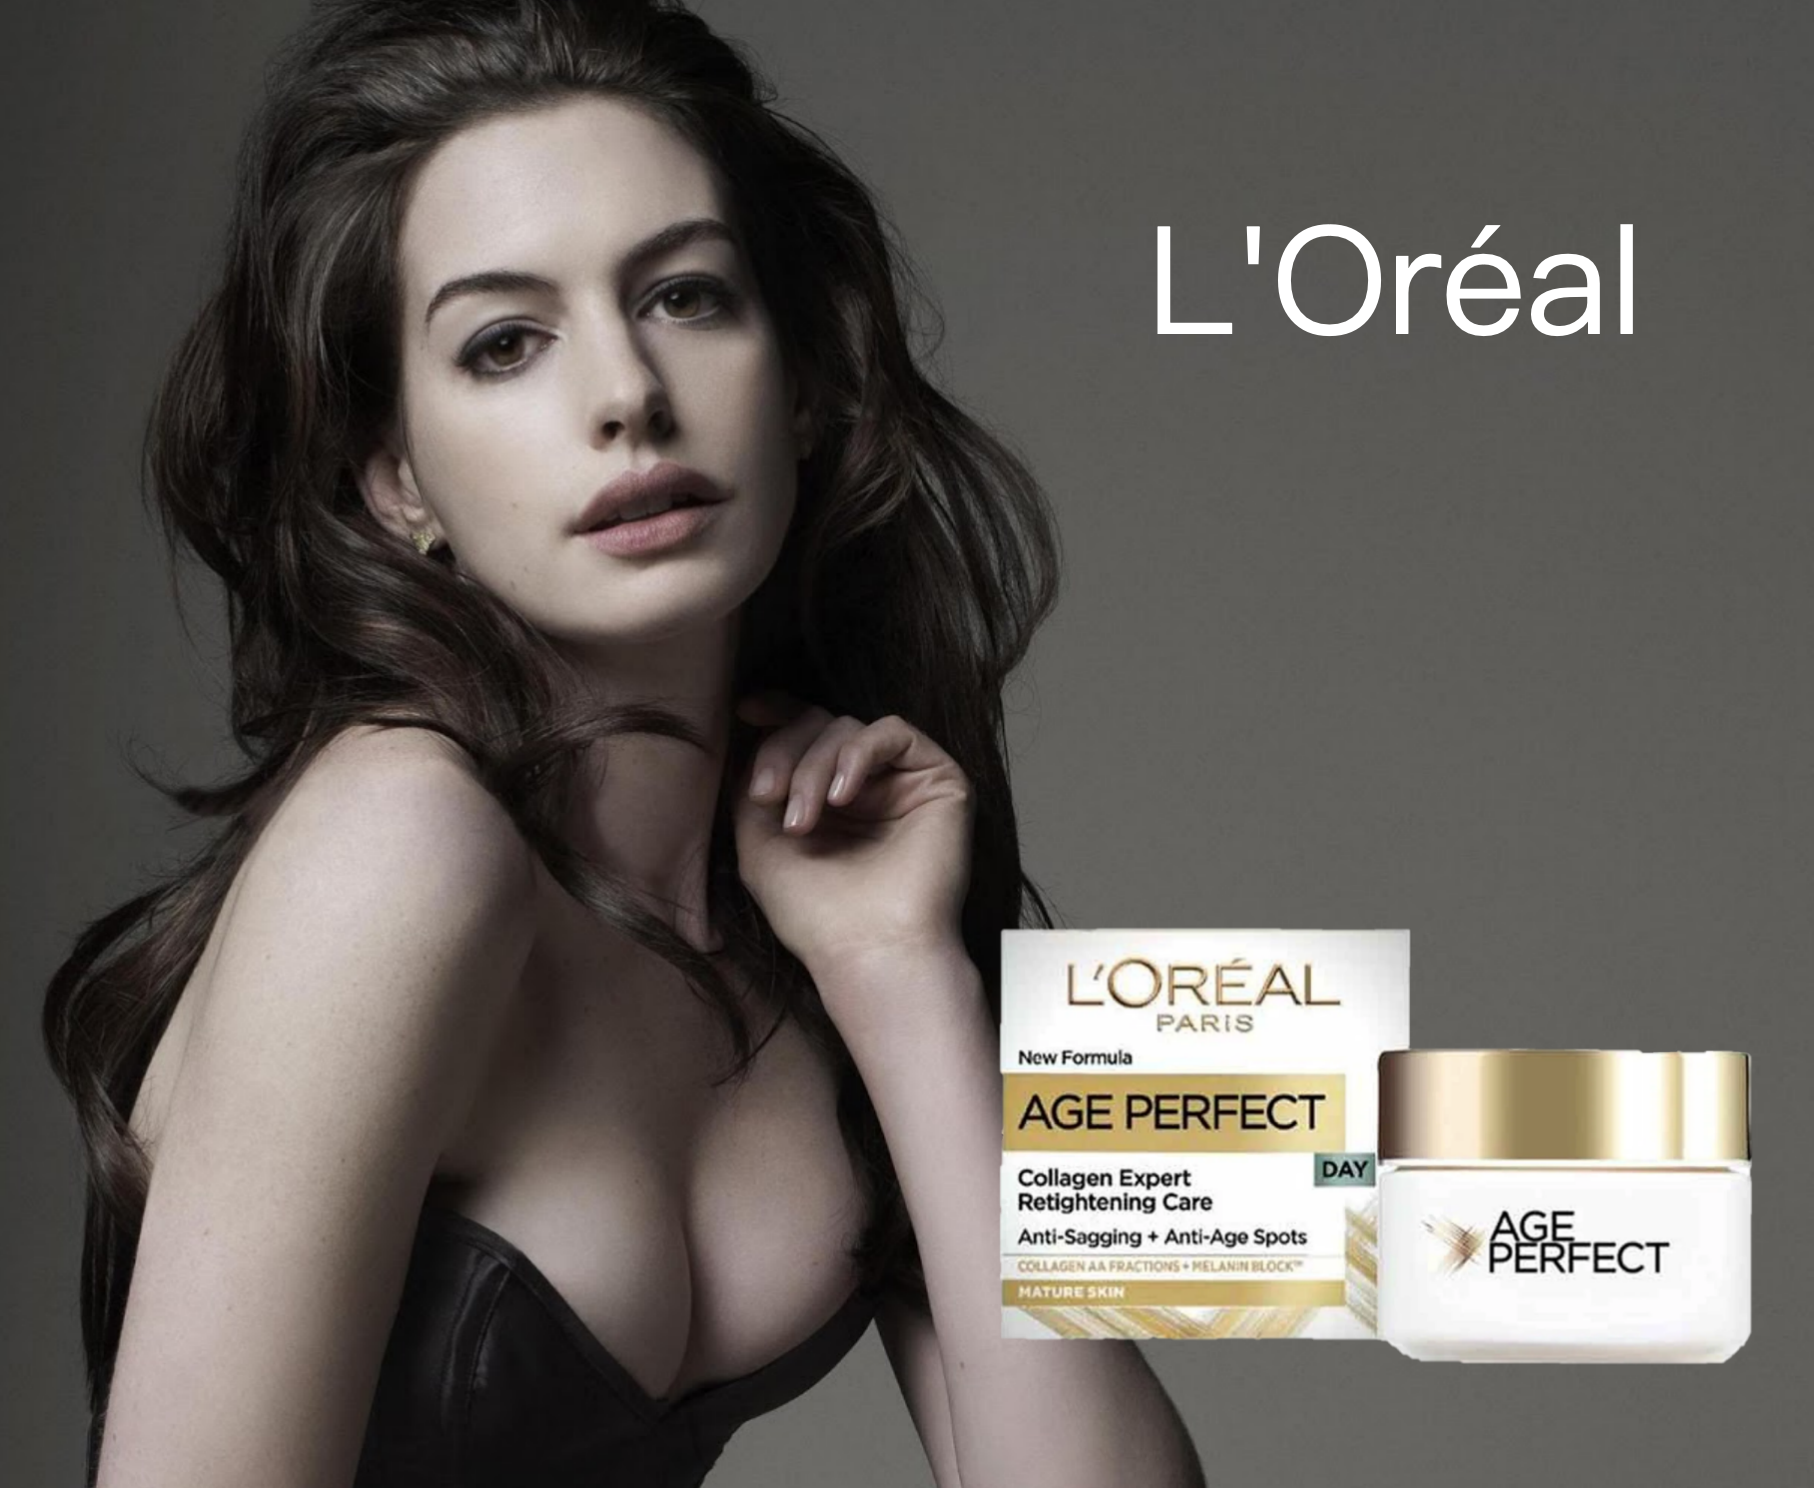 L'Oréal
L'ORÉAL
PARIS
New Formula
AGE PERFECT
DAY
Collagen Expert
Retightening Care
Anti-Sagging + Anti-Age Spots
COLLAGEN AA FRACTIONS + MELANIN BLOCK™
MATURE SKIN
AGE
PERFECT